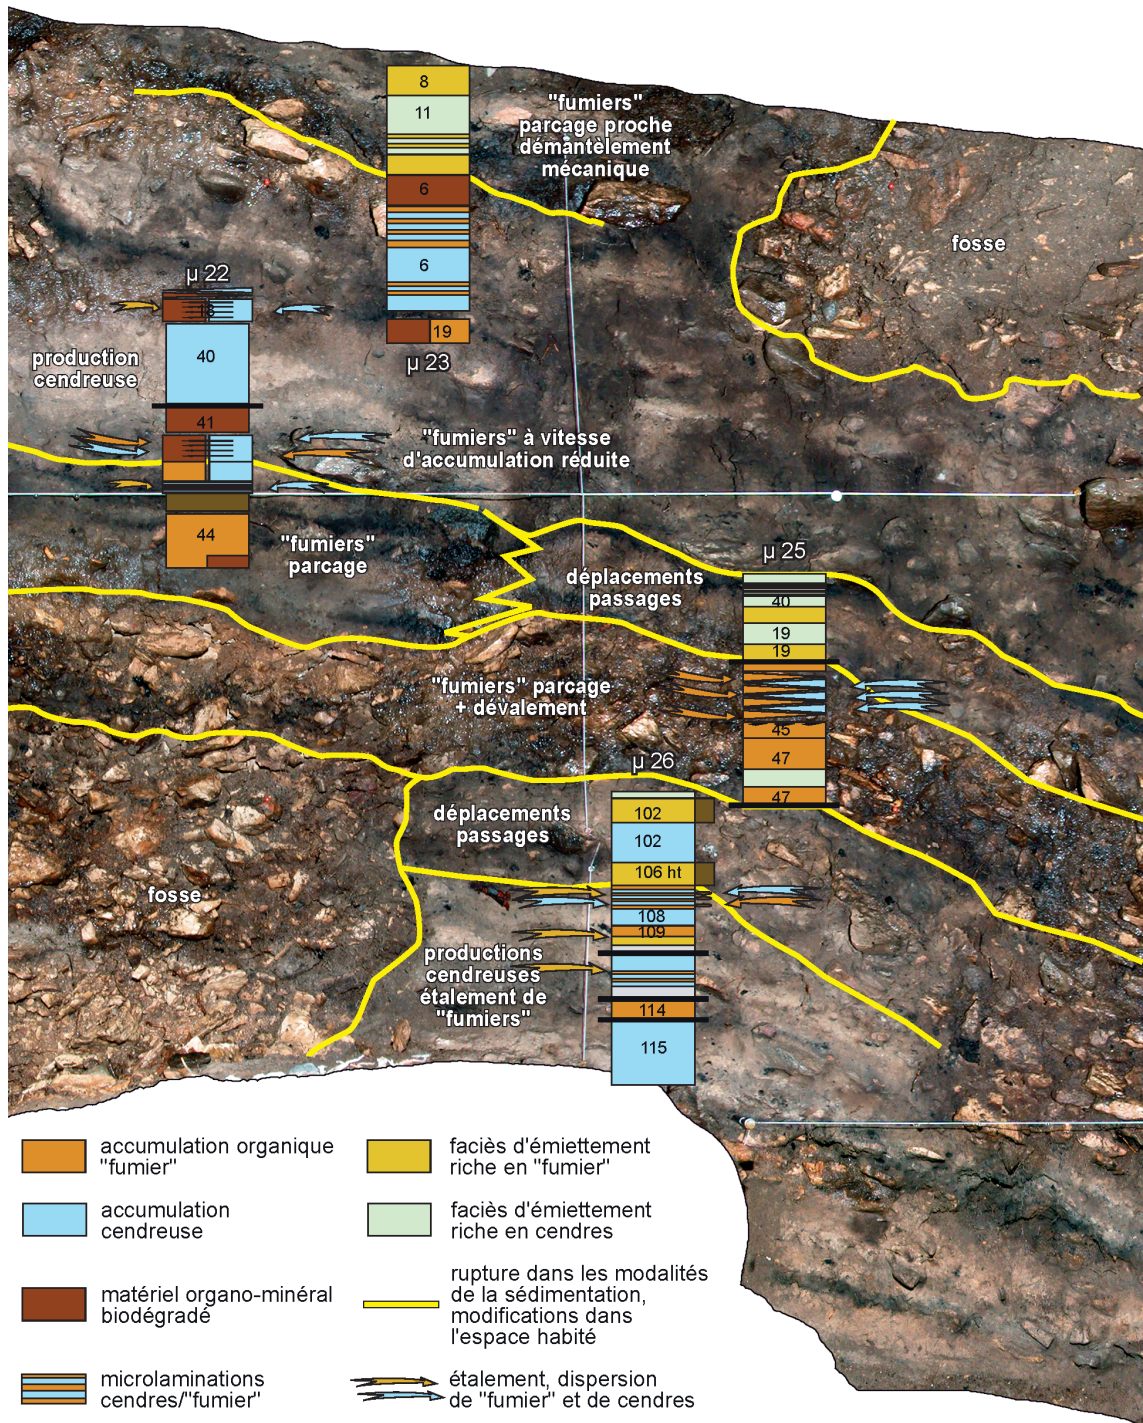 8
11
"fumiers"
parcage proche
démantèlement
mécanique
6
fosse
6
µ 22
19
µ 23
production
cendreuse
40
41
"fumiers" à vitesse
d'accumulation réduite
44
"fumiers"
parcage
µ 25
déplacements
passages
40
19
19
"fumiers" parcage
+ dévalement
45
47
47
µ 26
déplacements
passages
102
102
106 ht
fosse
108
109
productions
cendreuses
étalement de
"fumiers"
114
115
accumulation organique
"fumier"
accumulation
cendreuse
matériel organo-minéral
biodégradé
microlaminations
cendres/"fumier"
faciès d'émiettement
riche en "fumier"
faciès d'émiettement
riche en cendres
rupture dans les modalités
de la sédimentation,
modifications dans
l'espace habité
étalement, dispersion
de "fumier" et de cendres